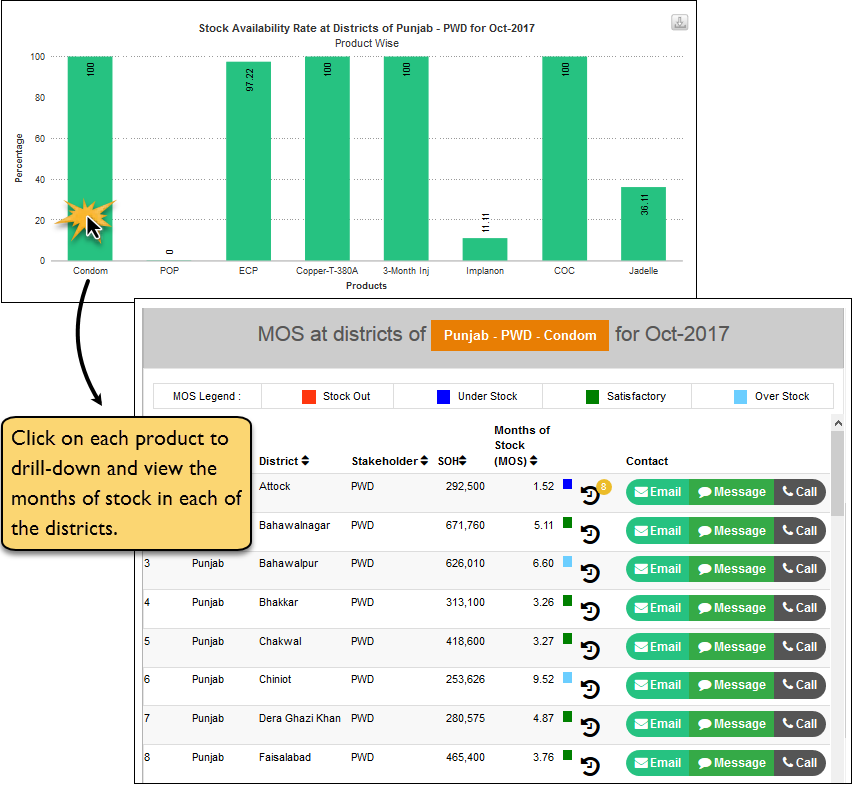 Stock Availability Rate at Districts of Punjab - PWD for Oct-2017
Product Wise
Percentage
100
80
60
40
20
0
100
0
97.22
100
100
11.11
100
36.11
Condom POP ECP Copper-T-380A 3-Month Inj Implanon COC Jadelle
Products
MOS at districts of Punjab - PWD - Condom for Oct-2017
MOS Legend : Stock Out Under Stock Satisfactory Over Stock
Click on each product to
drill-down and view the
months of stock in each of
the districts.
District Stakeholder SOH Months of
Stock
(MOS) Contact
Attock PWD 292,500 1.52 8 Email Message Call
Bahawalnagar PWD 671,760 5.11 Email Message Call
3 Punjab Bahawalpur PWD 626,010 6.60 Email Message Call
4 Punjab Bhakkar PWD 313,100 3.26 Email Message Call
5 Punjab Chakwal PWD 418,600 3.27 Email Message Call
6 Punjab Chiniot PWD 253,626 9.52 Email Message Call
7 Punjab Dera Ghazi Khan PWD 280,575 4.87 Email Message Call
8 Punjab Faisalabad PWD 465,400 3.76 Email Message Call